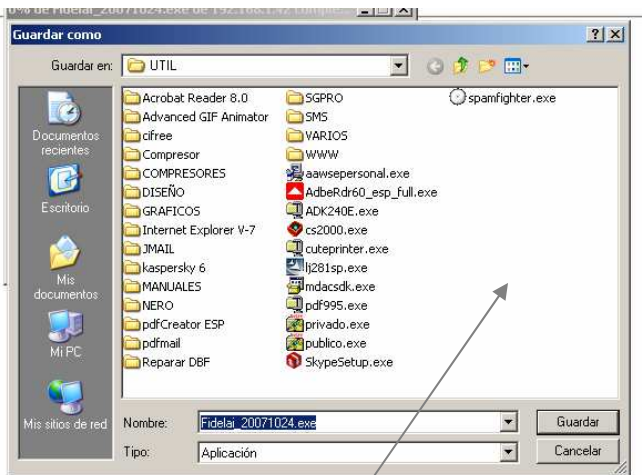 Guardar como
Guardar en:
UTIL
Documentos
recientes
Escritorio
Mis
documentos
Mi PC
Mis sitios de red
Acrobat Reader 8.0
Advanced GIF Animator
cifree
Compresor
COMPRESORES
DISEÑO
GRAFICOS
Internet Explorer V-7
JMAIL
kaspersky 6
MANUALES
NERO
pdfCreator ESP
pdfmail
Reparar DBF
SGPRO
SMS
VARIOS
WWW
aawsepersonal.exe
AdbeRdr60_esp_full.exe
ADK240E.exe
cs2000.exe
cuteprinter.exe
lj281sp.exe
mdacsdk.exe
pdf995.exe
privado.exe
publico.exe
SkypeSetup.exe
spamfighter.exe
Nombre:
Fidelai_20071024.exe
Guardar
Tipo:
Aplicación
Cancelar